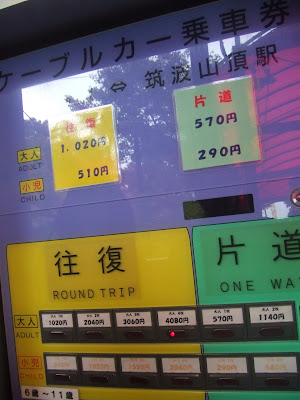 ケーブルカー乗車券
⇔ 筑波山頂駅
往復 片道
大人 ADULT 1,020円 570円
小児 CHILD 510円 290円
往復 片道
ROUND TRIP ONE WA
大人 ADULT 1020円 2040円 3060円 4080円 570円 1140円
小児 CHILD 290円
6歳～11歳